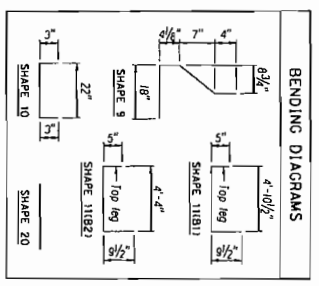 BENDING DIAGRAMS
4 1/8"
7"
4"
8 3/4"
18"
SHAPE 9
3"
22"
3"
SHAPE 10
5"
4'-10 1/2"
Top leg
9 1/2"
SHAPE 11(B1)
5"
4'-4"
Top leg
9 1/2"
SHAPE 11(B2)
SHAPE 20